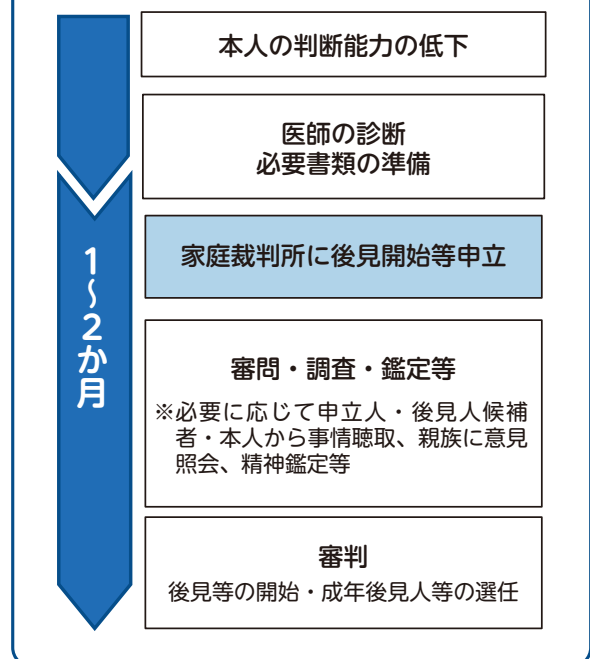 本人の判断能力の低下
医師の診断
必要書類の準備
家庭裁判所に後見開始等申立
1～2か月
審問・調査・鑑定等
※必要に応じて申立人・後見人候補
者・本人から事情聴取、親族に意見
照会、精神鑑定等
審判
後見等の開始・成年後見人等の選任